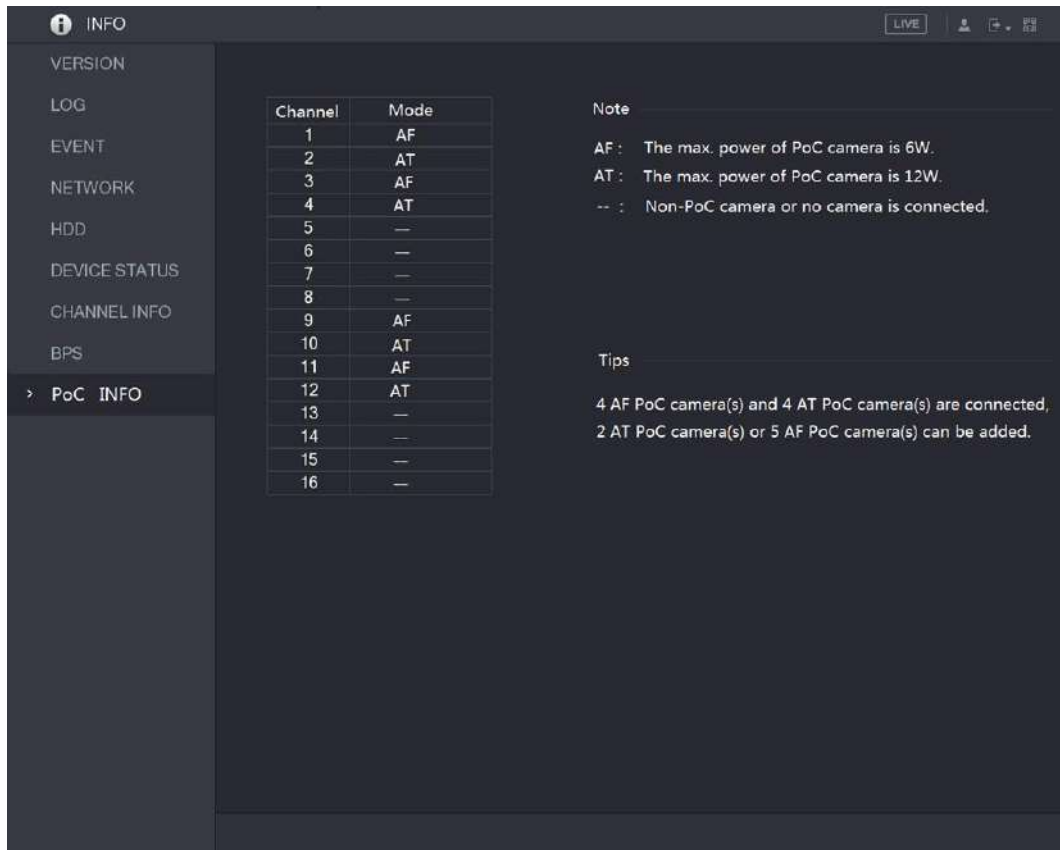 INFO
LIVE
VERSION
LOG
EVENT
NETWORK
HDD
DEVICE STATUS
CHANNEL INFO
BPS
> PoC INFO
Channel Mode
1 AF
2 AT
3 AF
4 AT
5 —
6 —
7 —
8 —
9 AF
10 AT
11 AF
12 AT
13 —
14 —
15 —
16 —
Note
AF : The max. power of PoC camera is 6W.
AT : The max. power of PoC camera is 12W.
-- : Non-PoC camera or no camera is connected.
Tips
4 AF PoC camera(s) and 4 AT PoC camera(s) are connected,
2 AT PoC camera(s) or 5 AF PoC camera(s) can be added.